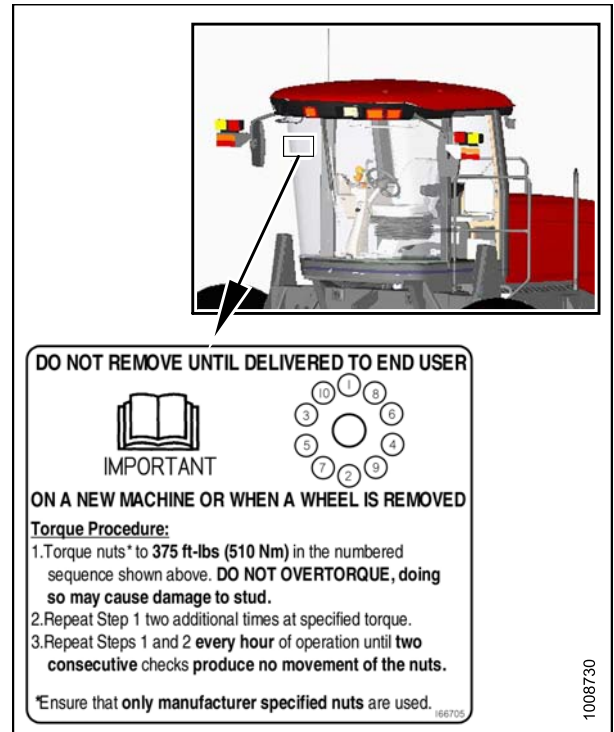 DO NOT REMOVE UNTIL DELIVERED TO END USER
1
10 8
3 6
5 4
7 9
2
IMPORTANT
ON A NEW MACHINE OR WHEN A WHEEL IS REMOVED
Torque Procedure:
1.Torque nuts* to 375 ft-lbs (510 Nm) in the numbered
sequence shown above. DO NOT OVERTORQUE, doing
so may cause damage to stud.
2.Repeat Step 1 two additional times at specified torque.
3.Repeat Steps 1 and 2 every hour of operation until two
consecutive checks produce no movement of the nuts.
*Ensure that only manufacturer specified nuts are used.
166705
1008730